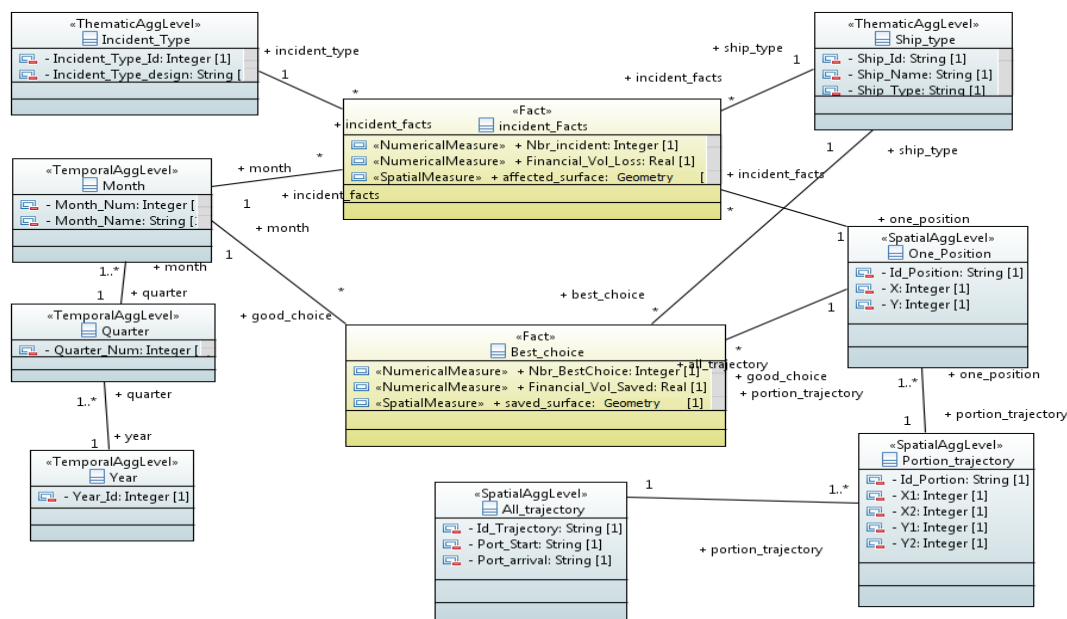 «ThematicAggLevel»
Incident_Type
- Incident_Type_Id: Integer [1]
- Incident_Type_design: String [
+ incident_type
1
*
+ incident_facts
«ThematicAggLevel»
Ship_type
- Ship_Id: String [1]
- Ship_Name: String [1]
- Ship_Type: String [1]
+ ship_type
1
+ incident_facts
*
«Fact»
incident_Facts
«NumericalMeasure» + Nbr_incident: Integer [1]
«NumericalMeasure» + Financial_Vol_Loss: Real [1]
«SpatialMeasure» + affected_surface: Geometry [
1
+ ship_type
«TemporalAggLevel»
Month
- Month_Num: Integer [
- Month_Name: String [
+ month
*
1
+ incident_facts
+ month
1
*
+ good_choice
+ incident_facts
*
+ one_position
1
«SpatialAggLevel»
One_Position
- Id_Position: String [1]
- X: Integer [1]
- Y: Integer [1]
1..*
+ month
1
+ quarter
«TemporalAggLevel»
Quarter
- Quarter_Num: Integer [
+ best_choice
*
1
«Fact»
Best_choice
«NumericalMeasure» + Nbr_BestChoice: Integer [1]
«NumericalMeasure» + Financial_Vol_Saved: Real [1]
«SpatialMeasure» + saved_surface: Geometry [1]
*
+ all_trajectory
+ good_choice
+ portion_trajectory
+ one_position
1..*
1
+ portion_trajectory
+ quarter
1..*
+ year
1
«TemporalAggLevel»
Year
- Year_Id: Integer [1]
«SpatialAggLevel»
Portion_trajectory
- Id_Portion: String [1]
- X1: Integer [1]
- X2: Integer [1]
- Y1: Integer [1]
- Y2: Integer [1]
«SpatialAggLevel»
All_trajectory
- Id_Trajectory: String [1]
- Port_Start: String [1]
- Port_arrival: String [1]
1
1..*
+ portion_trajectory